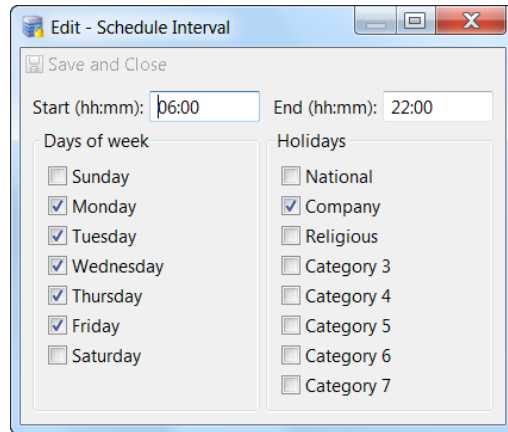 Edit - Schedule Interval
Save and Close
Start (hh:mm): 06:00 End (hh:mm): 22:00
Days of week
Sunday
Monday
Tuesday
Wednesday
Thursday
Friday
Saturday
Holidays
National
Company
Religious
Category 3
Category 4
Category 5
Category 6
Category 7